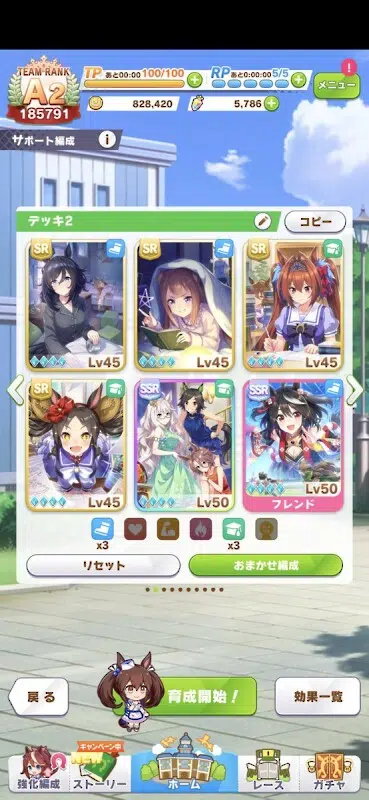 TEAM RANK
A2
185791
TP あと00:00 100/100
RP あと0:00:00 5/5
メニュー
828,420
5,786
サポート編成
i
デッキ2
コピー
SR
SR
SR
Lv45
Lv45
Lv45
SR
SSR
SSR
Lv45
Lv50
Lv50
フレンド
x3
x3
リセット
おまかせ編成
戻る
育成開始!
効果一覧
キャンペーン中
NEW
強化編成
ストーリー
ホーム
レース
ガチャ